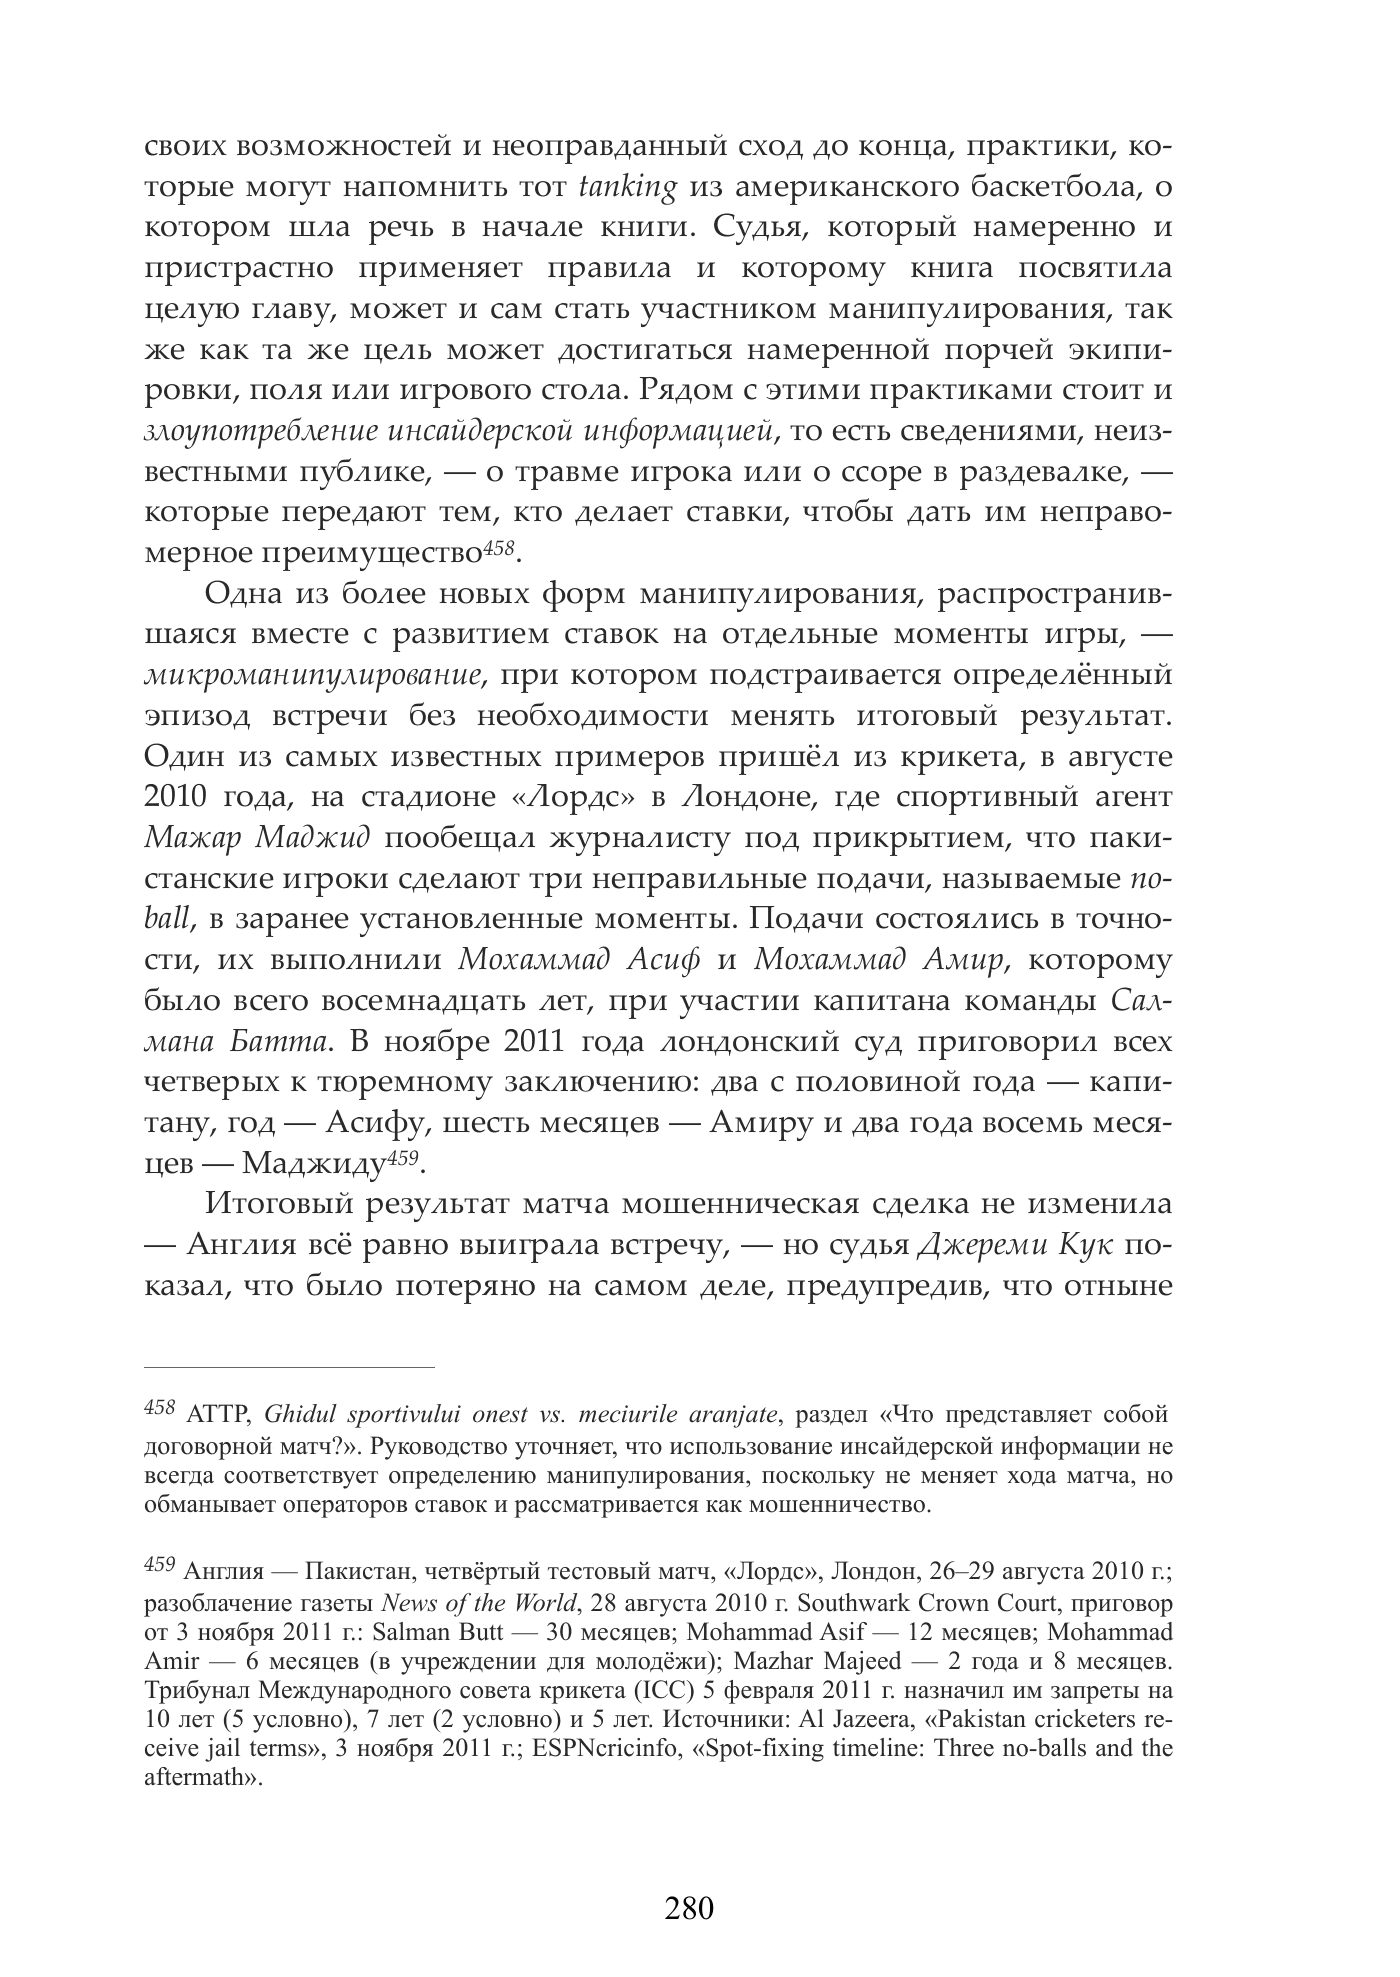 своих возможностей и неоправданный сход до конца, практики, ко-
торые могут напомнить тот tanking из американского баскетбола, о
котором шла речь в начале книги. Судья, который намеренно и
пристрастно применяет правила и которому книга посвятила
целую главу, может и сам стать участником манипулирования, так
же как та же цель может достигаться намеренной порчей экипи-
ровки, поля или игрового стола. Рядом с этими практиками стоит и
злоупотребление инсайдерской информацией, то есть сведениями, неиз-
вестными публике, — о травме игрока или о ссоре в раздевалке, —
которые передают тем, кто делает ставки, чтобы дать им неправо-
мерное преимущество458.
Одна из более новых форм манипулирования, распространив-
шаяся вместе с развитием ставок на отдельные моменты игры, —
микроманипулирование, при котором подстраивается определённый
эпизод встречи без необходимости менять итоговый результат.
Один из самых известных примеров пришёл из крикета, в августе
2010 года, на стадионе «Лордс» в Лондоне, где спортивный агент
Мажар Маджид пообещал журналисту под прикрытием, что паки-
станские игроки сделают три неправильные подачи, называемые no-
ball, в заранее установленные моменты. Подачи состоялись в точно-
сти, их выполнили Мохаммад Асиф и Мохаммад Амир, которому
было всего восемнадцать лет, при участии капитана команды Сал-
мана Батта. В ноябре 2011 года лондонский суд приговорил всех
четверых к тюремному заключению: два с половиной года — капи-
тану, год — Асифу, шесть месяцев — Амиру и два года восемь меся-
цев — Маджиду459.
Итоговый результат матча мошенническая сделка не изменила
— Англия всё равно выиграла встречу, — но судья Джереми Кук по-
казал, что было потеряно на самом деле, предупредив, что отныне
458 ATTP, Ghidul sportivului onest vs. meciurile aranjate, раздел «Что представляет собой
договорной матч?». Руководство уточняет, что использование инсайдерской информации не
всегда соответствует определению манипулирования, поскольку не меняет хода матча, но
обманывает операторов ставок и рассматривается как мошенничество.
459 Англия — Пакистан, четвёртый тестовый матч, «Лордс», Лондон, 26–29 августа 2010 г.;
разоблачение газеты News of the World, 28 августа 2010 г. Southwark Crown Court, приговор
от 3 ноября 2011 г.: Salman Butt — 30 месяцев; Mohammad Asif — 12 месяцев; Mohammad
Amir — 6 месяцев (в учреждении для молодёжи); Mazhar Majeed — 2 года и 8 месяцев.
Трибунал Международного совета крикета (ICC) 5 февраля 2011 г. назначил им запреты на
10 лет (5 условно), 7 лет (2 условно) и 5 лет. Источники: Al Jazeera, «Pakistan cricketers re-
ceive jail terms», 3 ноября 2011 г.; ESPNcricinfo, «Spot-fixing timeline: Three no-balls and the
aftermath».
280